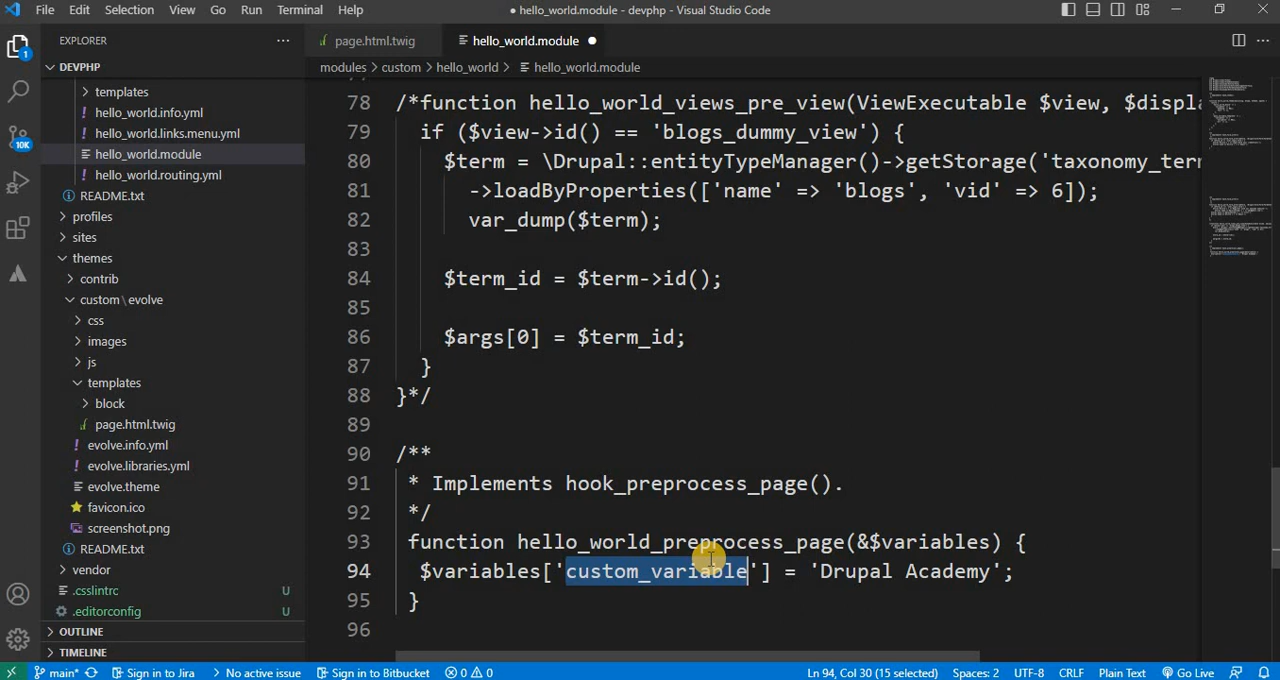 File Edit Selection View Go Run Terminal Help ● hello_world.module - devphp - Visual Studio Code
EXPLORER
DEVPHP
templates
hello_world.info.yml
hello_world.links.menu.yml
hello_world.module
hello_world.routing.yml
README.txt
profiles
sites
themes
contrib
custom\evolve
css
images
js
templates
block
page.html.twig
evolve.info.yml
evolve.libraries.yml
evolve.theme
favicon.ico
screenshot.png
README.txt
vendor
.csslintrc U
.editorconfig U
OUTLINE
TIMELINE
1
10K
page.html.twig hello_world.module ●
modules > custom > hello_world > hello_world.module
78 /*function hello_world_views_pre_view(ViewExecutable $view, $displa
79 if ($view->id() == 'blogs_dummy_view') {
80 $term = \Drupal::entityTypeManager()->getStorage('taxonomy_ter
81 ->loadByProperties(['name' => 'blogs', 'vid' => 6]);
82 var_dump($term);
83
84 $term_id = $term->id();
85
86 $args[0] = $term_id;
87 }
88 }*/
89
90 /**
91 * Implements hook_preprocess_page().
92 */
93 function hello_world_preprocess_page(&$variables) {
94 $variables['custom_variable'] = 'Drupal Academy';
95 }
96
main* Sign in to Jira No active issue Sign in to Bitbucket 0 0 Ln 94, Col 30 (15 selected) Spaces: 2 UTF-8 CRLF Plain Text Go Live